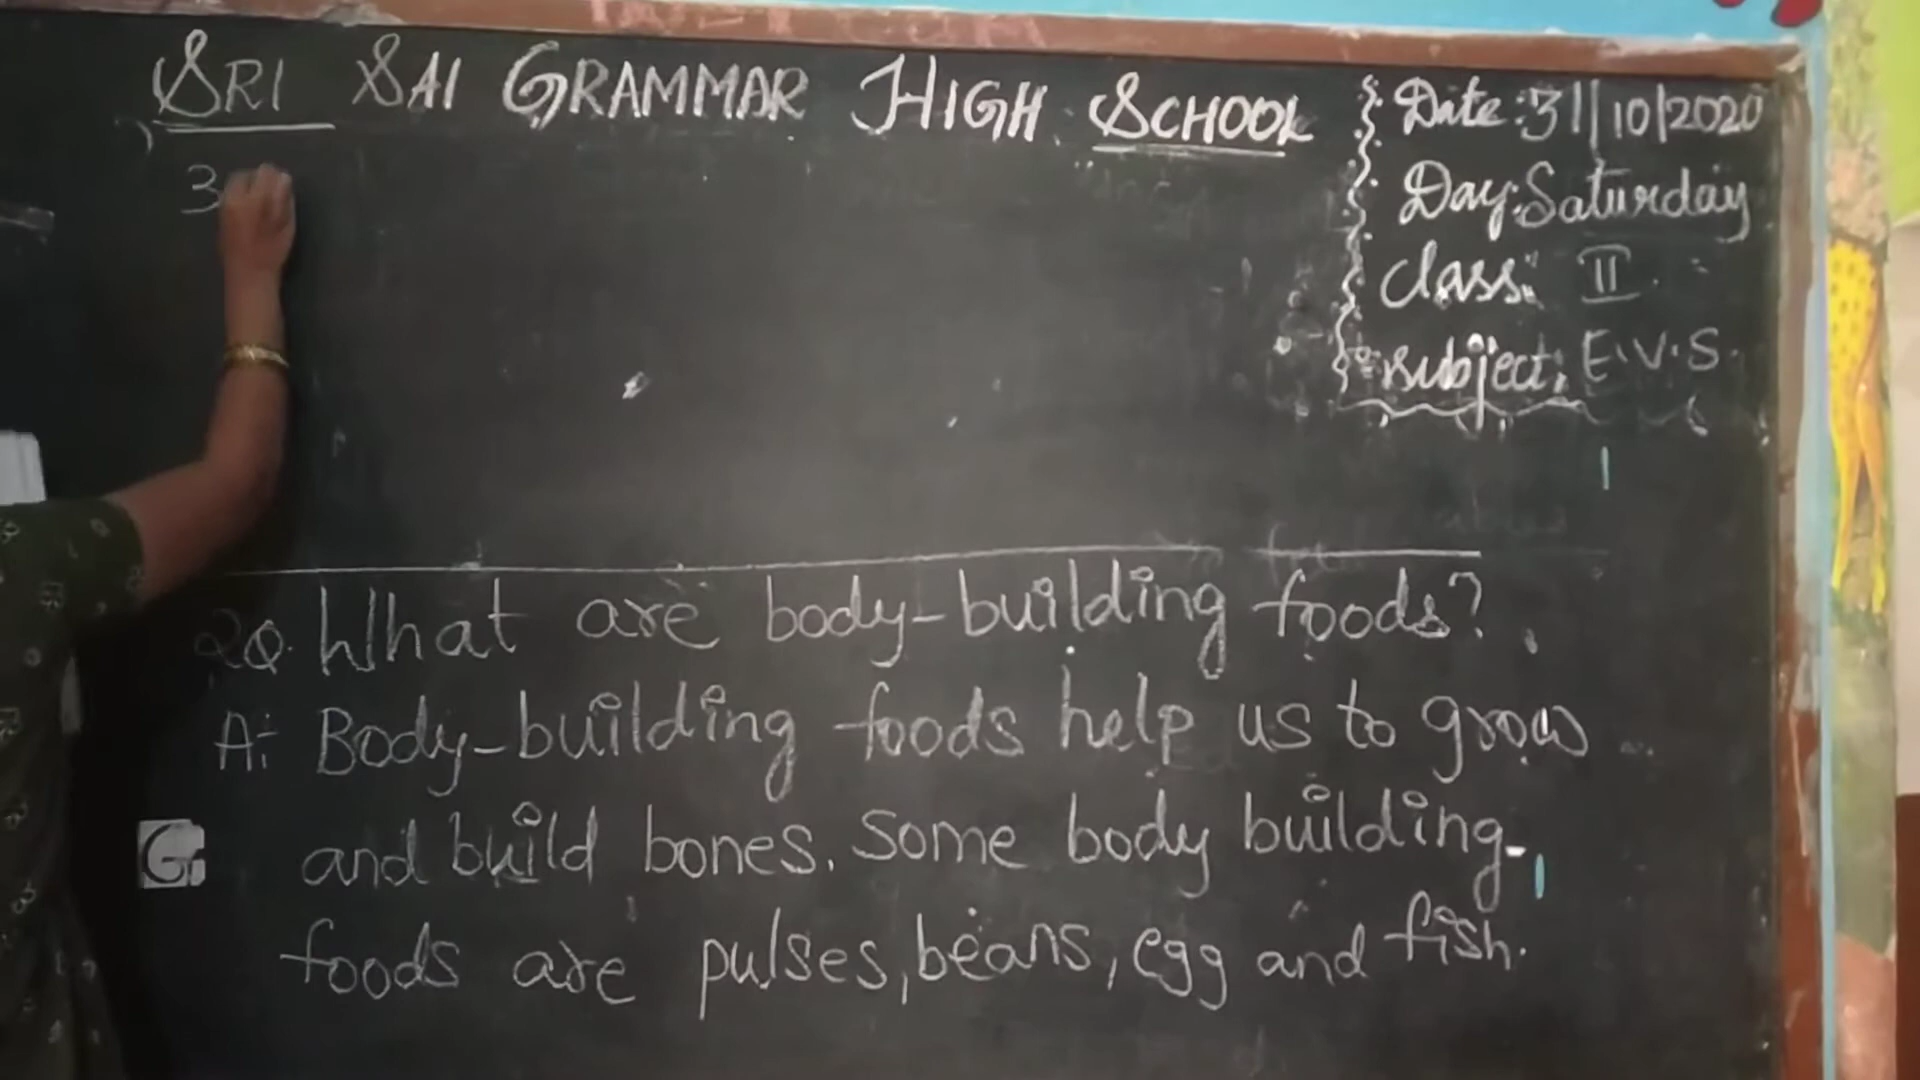 SRI SAI GRAMMAR HIGH SCHOOL
Date: 31/10/2020
Day: Saturday
class: II
subject: E.V.S.
3
2Q. What are body-building foods?
A: Body-building foods help us to grow
and build bones. Some body building
foods are pulses, beans, egg and fish.
G